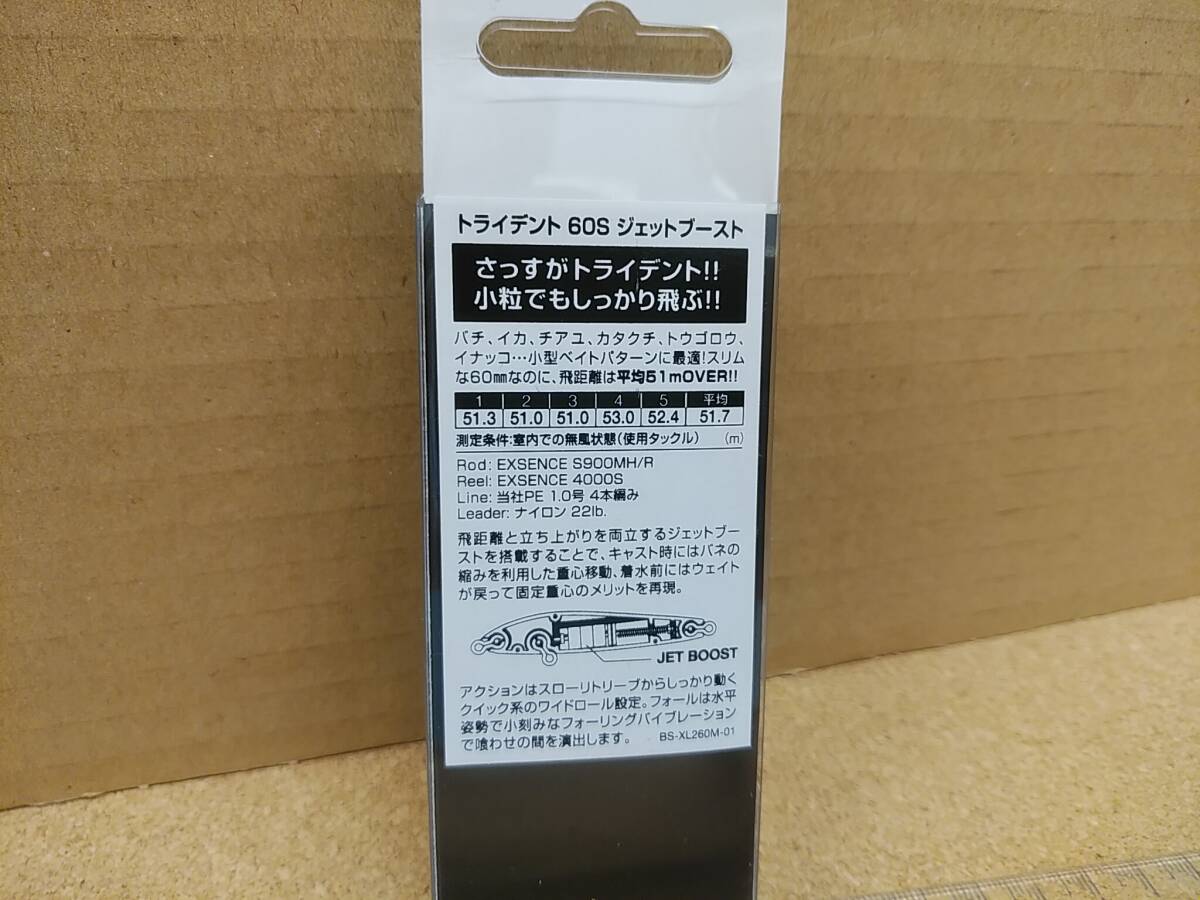 トライデント 60S ジェットブースト
さっすがトライデント!!
小粒でもしっかり飛ぶ!!
バチ、イカ、チアユ、カタクチ、トウゴロウ、
イナッコ…小型ベイトパターンに最適!スリム
な60㎜なのに、飛距離は平均51mOVER!!
1 2 3 4 5 平均
51.3 51.0 51.0 53.0 52.4 51.7
測定条件:室内での無風状態(使用タックル) (m)
Rod: EXSENCE S900MH/R
Reel: EXSENCE 4000S
Line: 当社PE 1.0号 4本編み
Leader: ナイロン 22lb.
飛距離と立ち上がりを両立するジェットブー
ストを搭載することで、キャスト時にはバネの
縮みを利用した重心移動、着水前にはウェイト
が戻って固定重心のメリットを再現。
JET BOOST
アクションはスローリトリーブからしっかり動く
クイック系のワイドロール設定。フォールは水平
姿勢で小刻みなフォーリングバイブレーション
で喰わせの間を演出します。 BS-XL260M-01